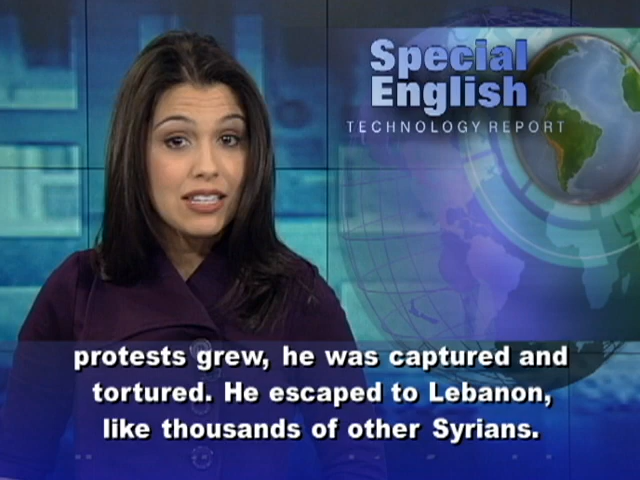 Special
English
TECHNOLOGY REPORT
protests grew, he was captured and
tortured. He escaped to Lebanon,
like thousands of other Syrians.